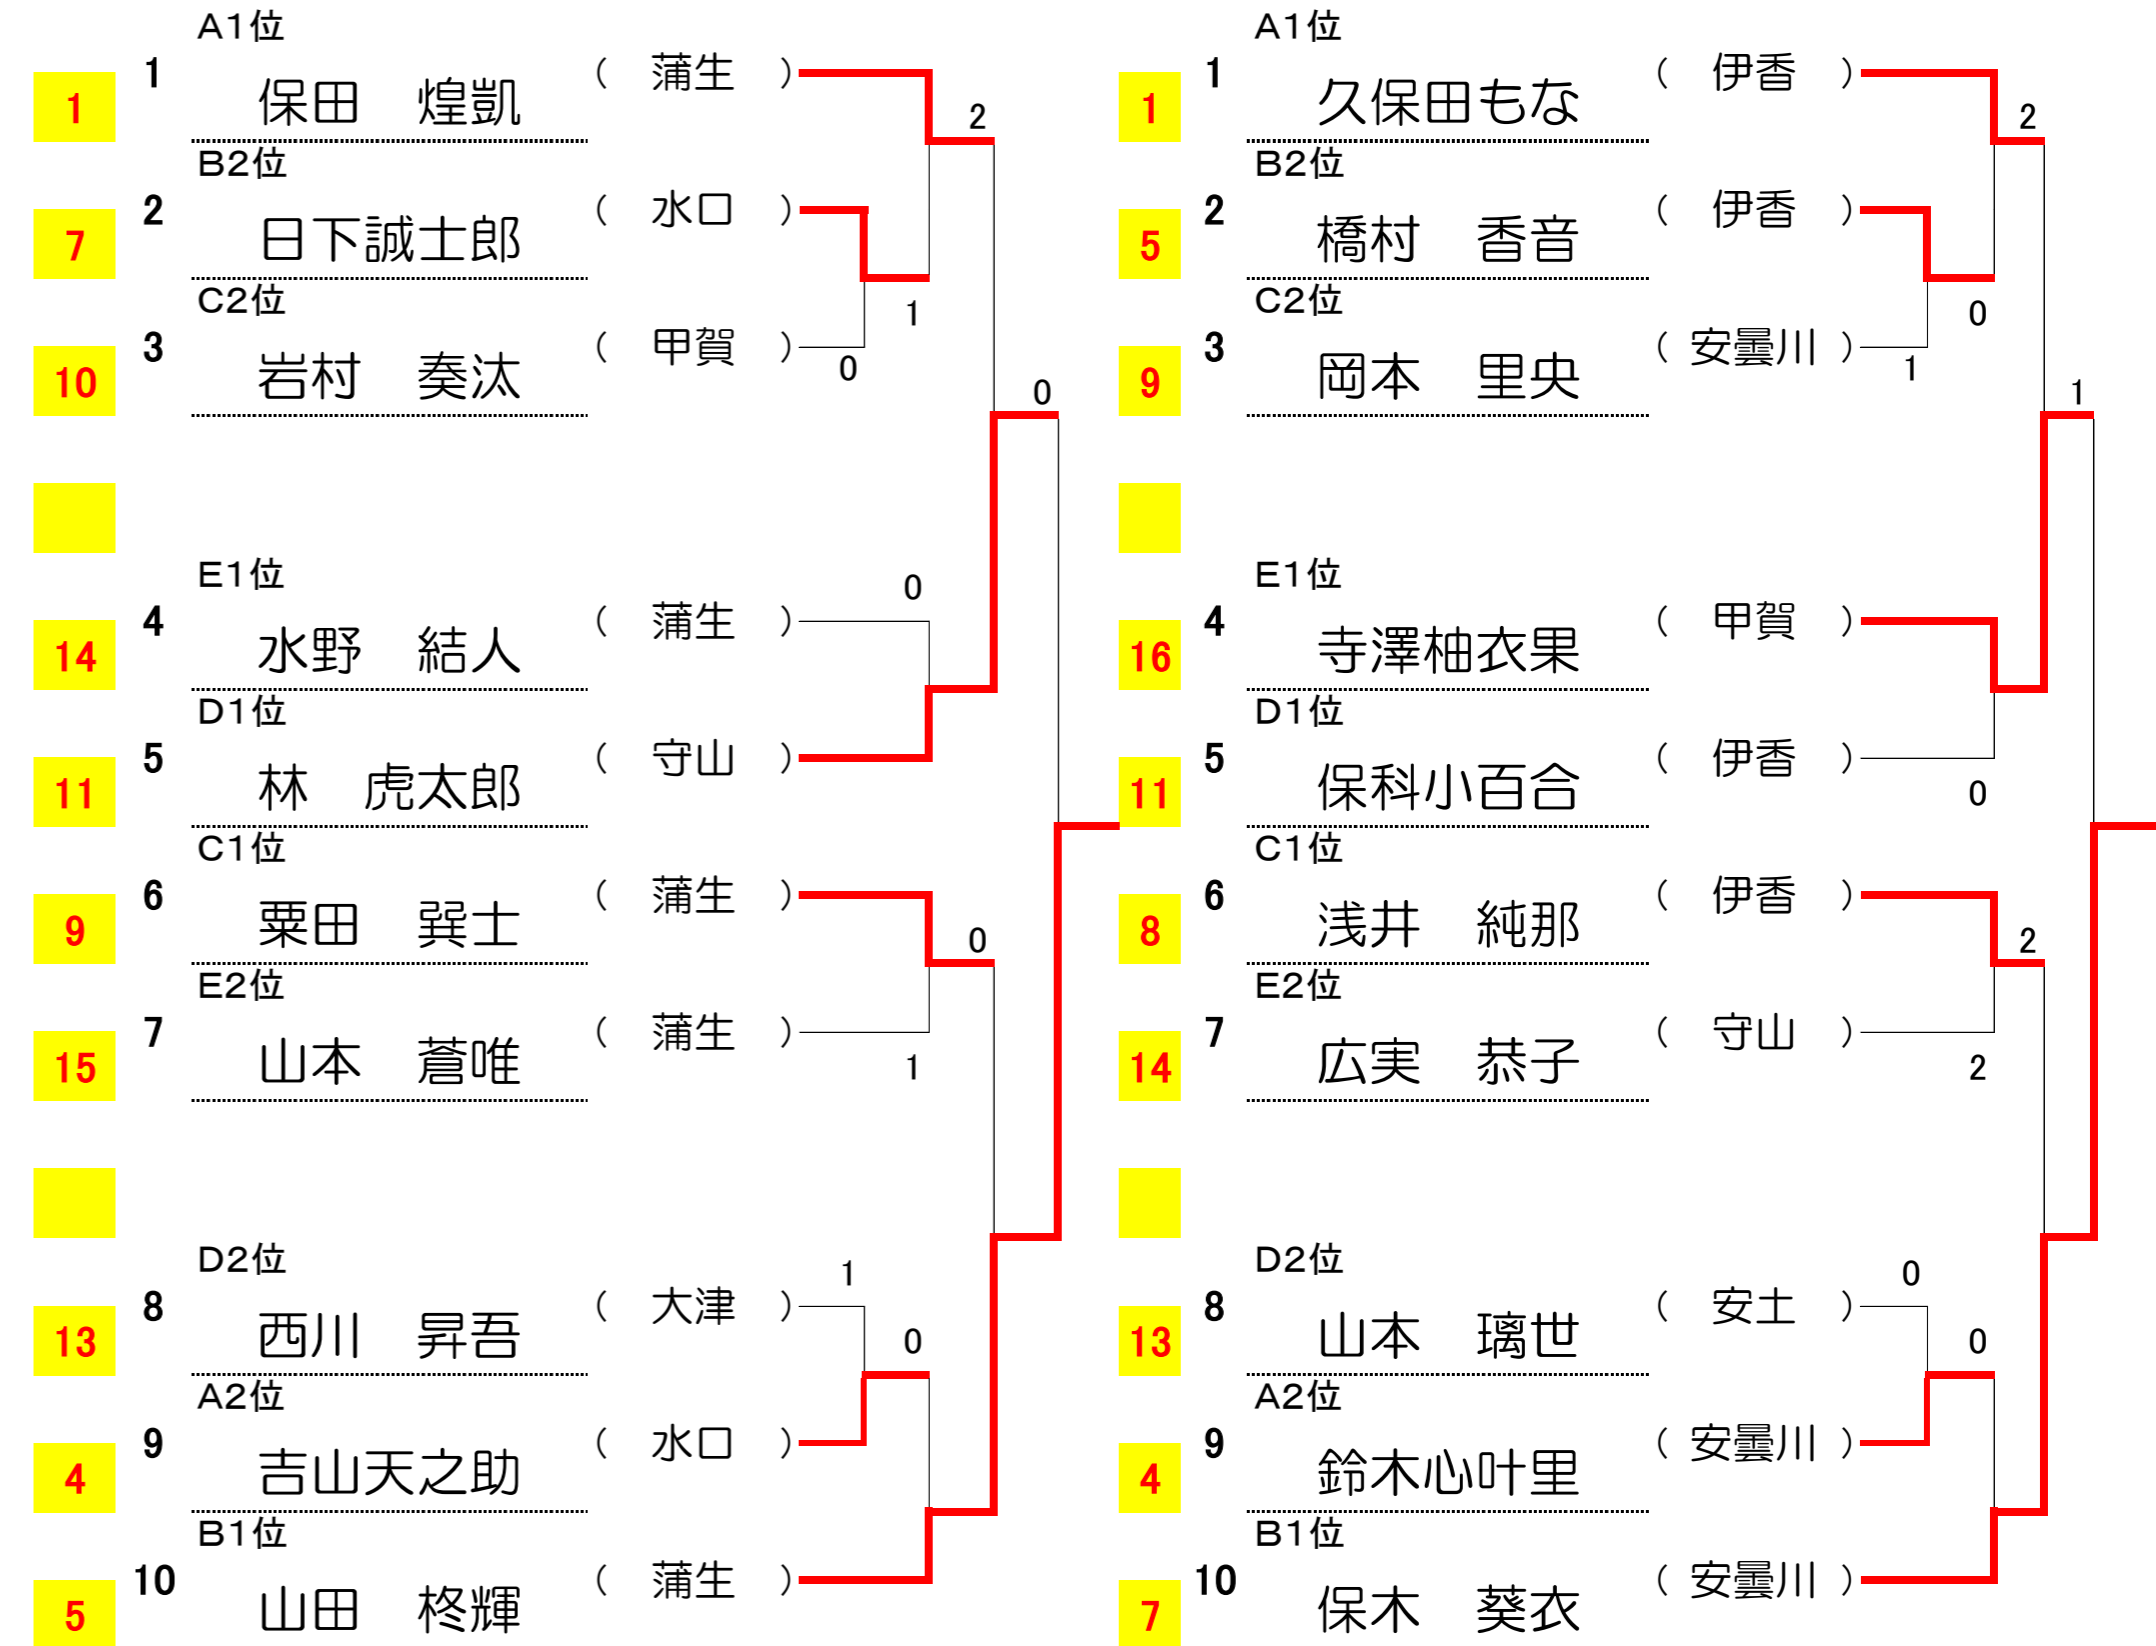 A1位
1 1 保田　煌凱 （ 蒲生 ）
2
B2位
7 2 日下誠士郎 （ 水口 ）
1
C2位
10 3 岩村　奏汰 （ 甲賀 ）
0
0
E1位
0
14 4 水野　結人 （ 蒲生 ）
D1位
11 5 林　虎太郎 （ 守山 ）
C1位
9 6 粟田　巽士 （ 蒲生 ）
0
E2位
15 7 山本　蒼唯 （ 蒲生 ）
1
D2位
1
13 8 西川　昇吾 （ 大津 ）
0
A2位
4 9 吉山天之助 （ 水口 ）
B1位
5 10 山田　柊輝 （ 蒲生 ）
A1位
1 1 久保田もな （ 伊香 ）
2
B2位
5 2 橋村　香音 （ 伊香 ）
0
C2位
9 3 岡本　里央 （ 安曇川 ）
1
1
E1位
16 4 寺澤柚衣果 （ 甲賀 ）
D1位
11 5 保科小百合 （ 伊香 ）
0
C1位
8 6 浅井　純那 （ 伊香 ）
2
E2位
14 7 広実　恭子 （ 守山 ）
2
D2位
0
13 8 山本　璃世 （ 安土 ）
0
A2位
4 9 鈴木心叶里 （ 安曇川 ）
B1位
7 10 保木　葵衣 （ 安曇川 ）